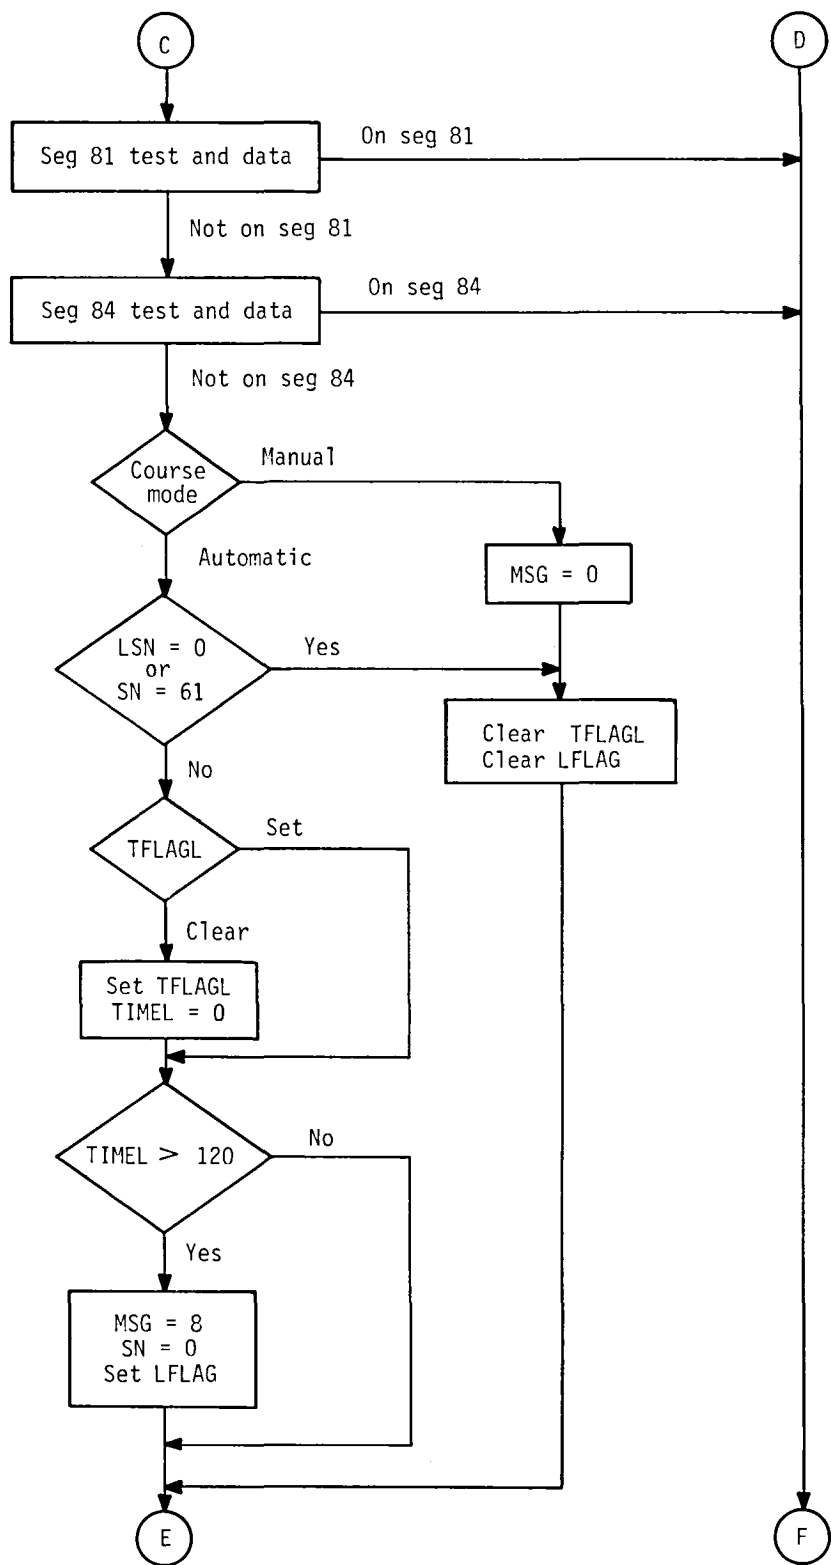 C
D
Seg 81 test and data
On seg 81
Not on seg 81
Seg 84 test and data
On seg 84
Not on seg 84
Course
mode
Manual
Automatic
MSG = 0
LSN = 0
or
SN = 61
Yes
Clear TFLAGL
Clear LFLAG
No
TFLAGL
Set
Clear
Set TFLAGL
TIMEL = 0
TIMEL > 120
No
Yes
MSG = 8
SN = 0
Set LFLAG
E
F